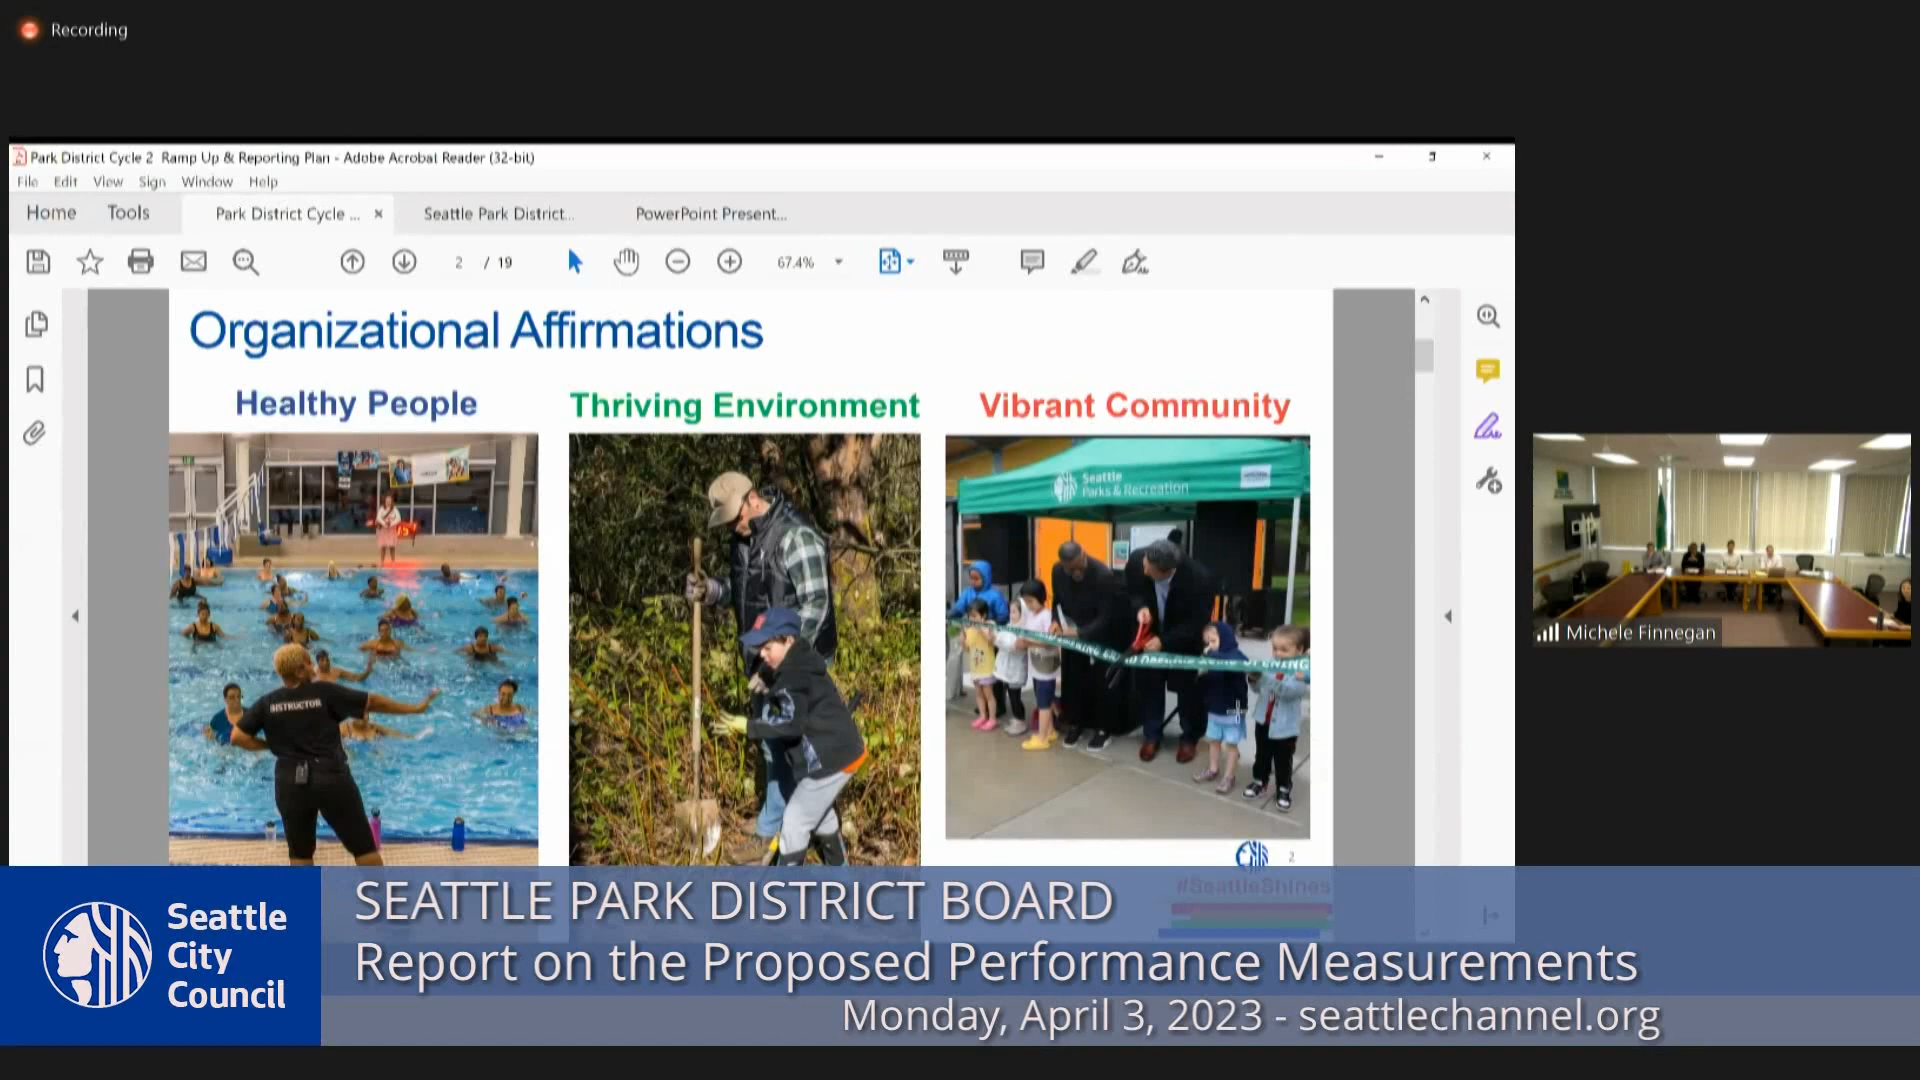 Recording
Park District Cycle 2 Ramp Up & Reporting Plan - Adobe Acrobat Reader (32-bit)
File Edit View Sign Window Help
Home Tools Park District Cycle ... Seattle Park District... PowerPoint Present...
2 / 19 67.4%
Organizational Affirmations
Healthy People Thriving Environment Vibrant Community
Seattle
Parks & Recreation
INSTRUCTOR
Michele Finnegan
2
#SeattleShines
SEATTLE PARK DISTRICT BOARD
Report on the Proposed Performance Measurements
Monday, April 3, 2023 - seattlechannel.org
Seattle
City
Council